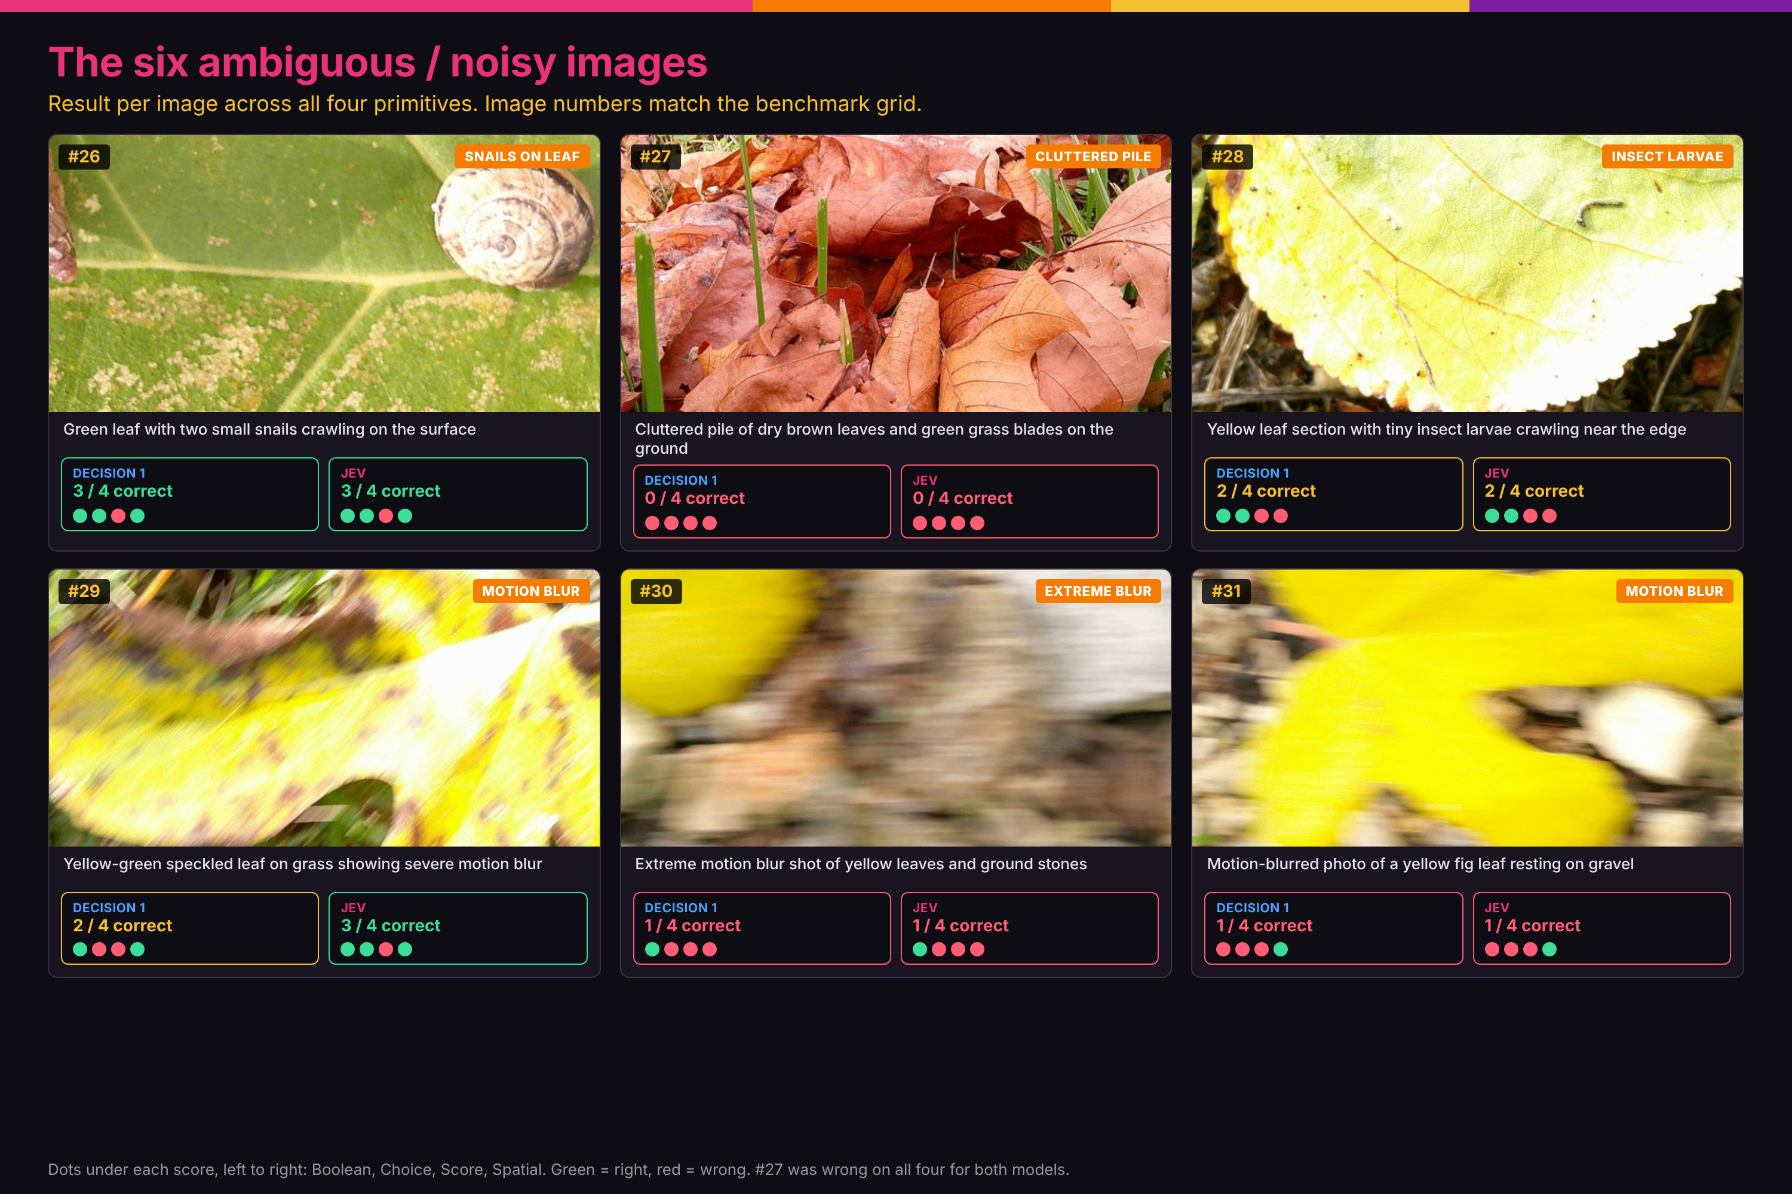 The six ambiguous / noisy images
Result per image across all four primitives. Image numbers match the benchmark grid.
#26
SNAILS ON LEAF
Green leaf with two small snails crawling on the surface
DECISION 1
3 / 4 correct
JEV
3 / 4 correct
#27
CLUTTERED PILE
Cluttered pile of dry brown leaves and green grass blades on the
ground
DECISION 1
0 / 4 correct
JEV
0 / 4 correct
#28
INSECT LARVAE
Yellow leaf section with tiny insect larvae crawling near the edge
DECISION 1
2 / 4 correct
JEV
2 / 4 correct
#29
MOTION BLUR
Yellow-green speckled leaf on grass showing severe motion blur
DECISION 1
2 / 4 correct
JEV
3 / 4 correct
#30
EXTREME BLUR
Extreme motion blur shot of yellow leaves and ground stones
DECISION 1
1 / 4 correct
JEV
1 / 4 correct
#31
MOTION BLUR
Motion-blurred photo of a yellow fig leaf resting on gravel
DECISION 1
1 / 4 correct
JEV
1 / 4 correct
Dots under each score, left to right: Boolean, Choice, Score, Spatial. Green = right, red = wrong. #27 was wrong on all four for both models.